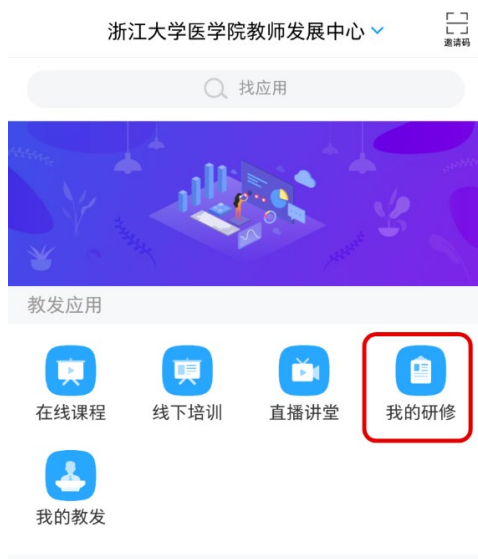 浙江大学医学院教师发展中心
邀请码
找应用
教发应用
在线课程 线下培训 直播讲堂 我的研修
我的教发